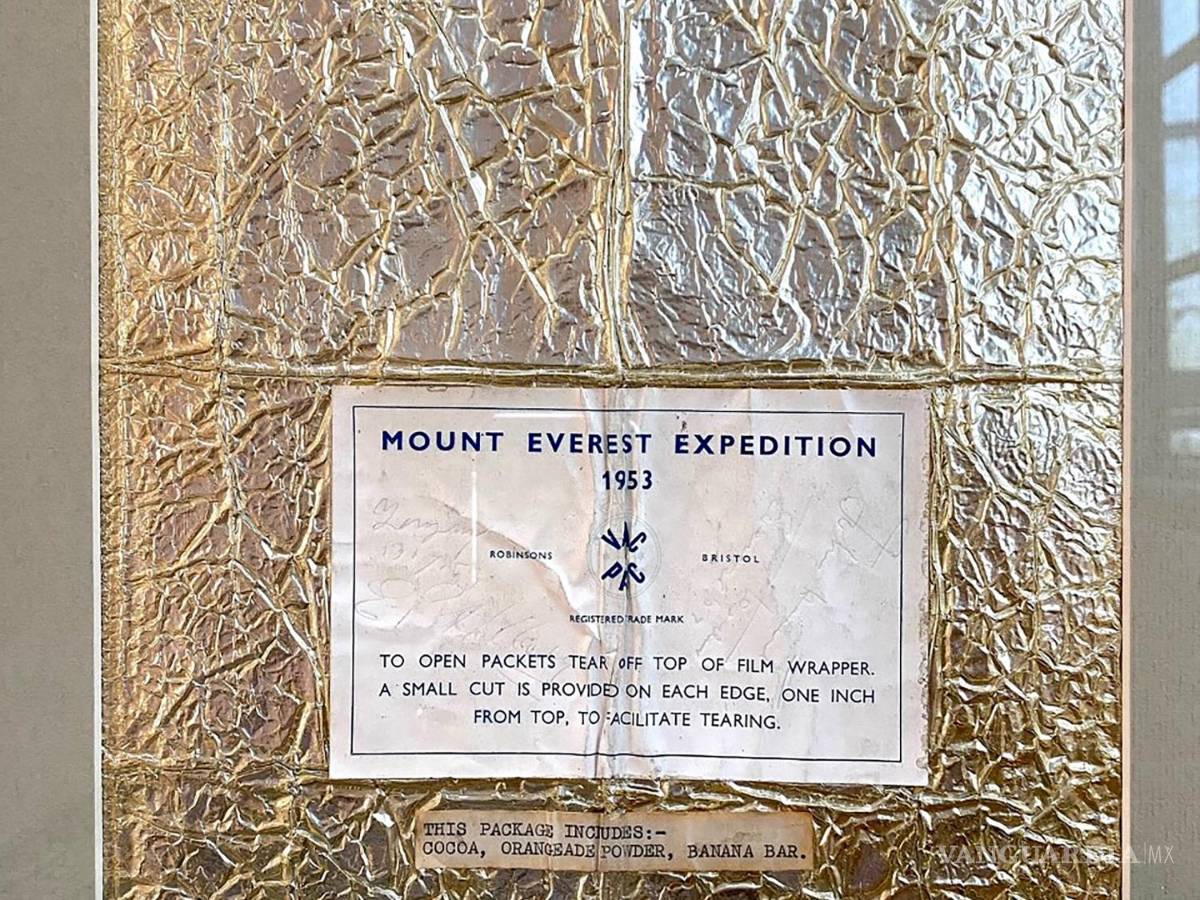 MOUNT EVEREST EXPEDITION
1953
ROBINSONS VAC PAC BRISTOL
REGISTERED TRADE MARK
TO OPEN PACKETS TEAR OFF TOP OF FILM WRAPPER.
A SMALL CUT IS PROVIDED ON EACH EDGE, ONE INCH
FROM TOP, TO FACILITATE TEARING.
THIS PACKAGE INCLUDES:-
COCOA, ORANGEADE POWDER, BANANA BAR.
VANGUARDIA|MX